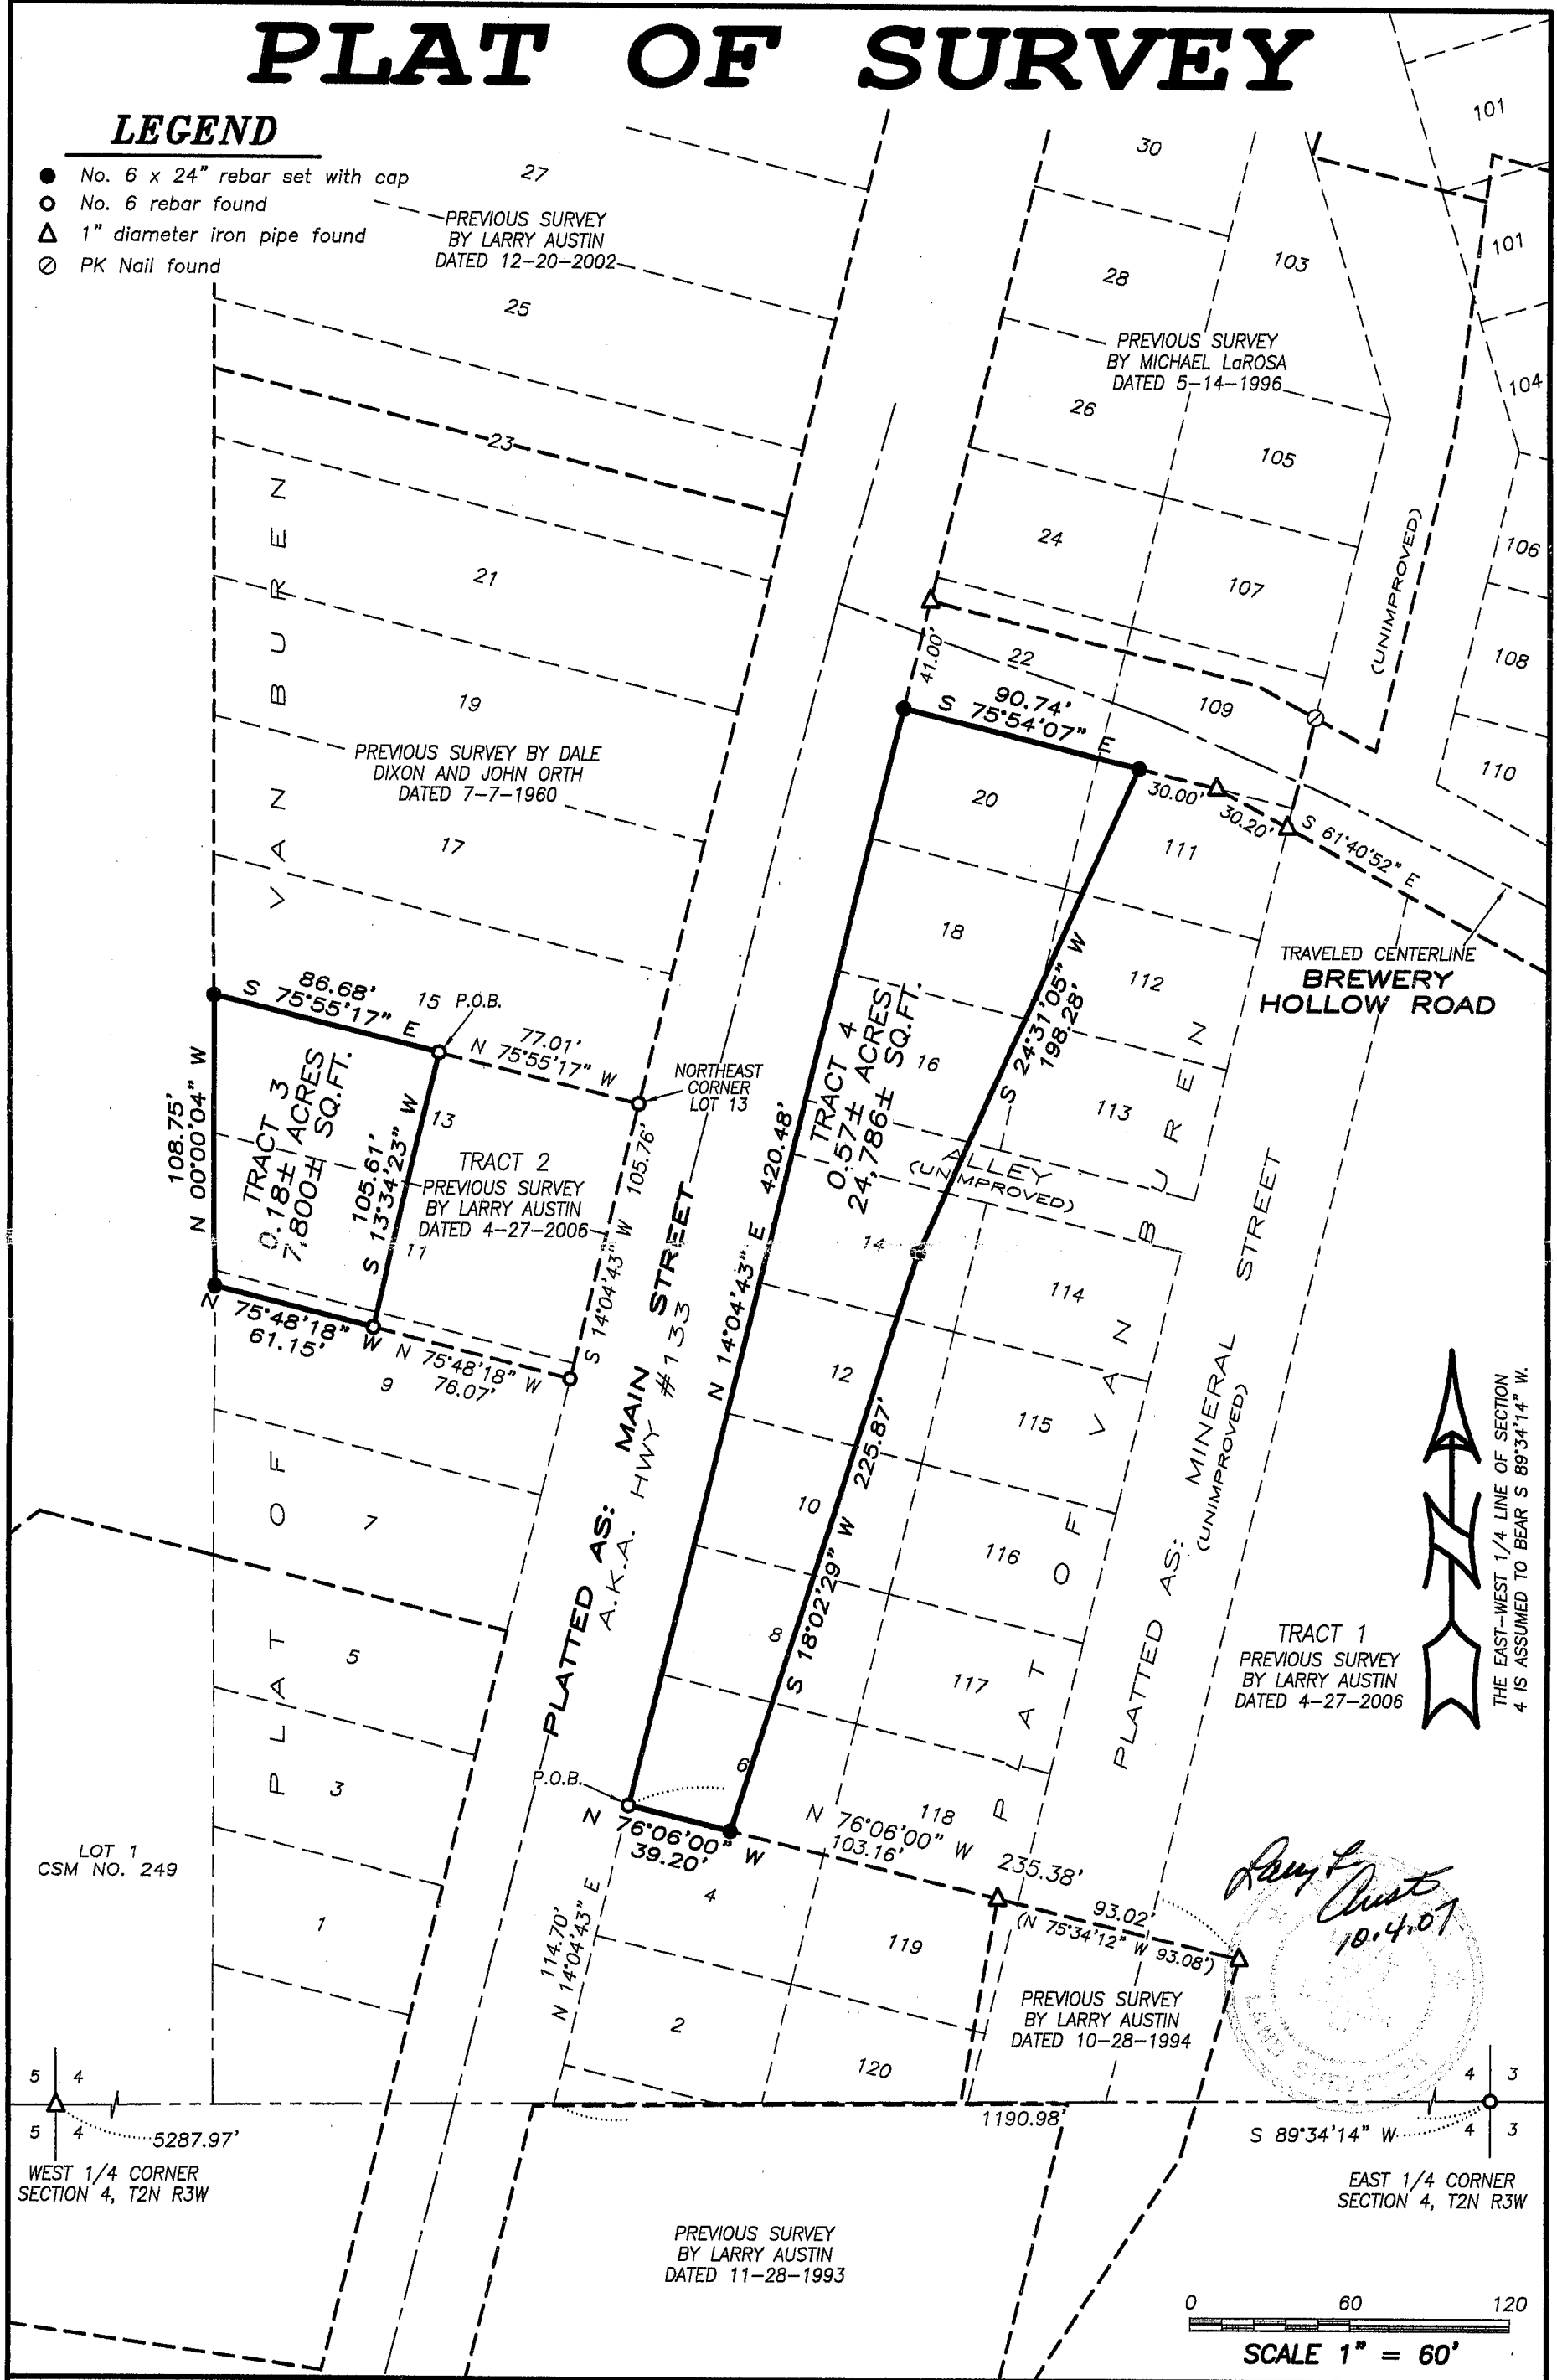 PLAT OF SURVEY
LEGEND
No. 6 x 24" rebar set with cap
No. 6 rebar found
1" diameter iron pipe found
PK Nail found
27
PREVIOUS SURVEY
BY LARRY AUSTIN
DATED 12-20-2002
25
23
21
19
PREVIOUS SURVEY BY DALE
DIXON AND JOHN ORTH
DATED 7-7-1960
17
30
28
103
101
101
104
PREVIOUS SURVEY
BY MICHAEL LaROSA
DATED 5-14-1996
26
105
24
107
(UNIMPROVED)
106
108
110
22
109
41.00'
90.74'
S 75°54'07" E
30.00'
30.20'
S 61°40'52" E
20
111
18
112
TRAVELED CENTERLINE
BREWERY
HOLLOW ROAD
86.68'
S 75°55'17" E
15
P.O.B.
77.01'
N 75°55'17" W
NORTHEAST
CORNER
LOT 13
108.75'
N 00°00'04" W
TRACT 3
0.18± ACRES
7,800± SQ.FT.
105.61'
S 13°34'23" W
13
TRACT 2
PREVIOUS SURVEY
BY LARRY AUSTIN
DATED 4-27-2006
11
S 14°04'43" W 105.76'
N 75°48'18" W
61.15'
N 75°48'18" W
76.07'
9
TRACT 4
0.57± ACRES
24,786± SQ.FT.
16
S 24°31'05" W
198.28'
113
ALLEY
(UNIMPROVED)
14
114
12
115
N 14°04'43" E 420.48'
10
116
S 18°02'29" W 225.87'
8
117
6
118
PLATTED AS: MAIN STREET
A.K.A. HWY #133
PLATTED AS: MINERAL STREET
(UNIMPROVED)
PLAT OF VAN BUREN
PLAT OF VAN BUREN
7
5
3
1
LOT 1
CSM NO. 249
P.O.B.
N 76°06'00" W
39.20'
N 76°06'00" W
103.16'
235.38'
93.02'
(N 75°34'12" W 93.08')
4
119
2
120
114.70'
N 14°04'43" E
TRACT 1
PREVIOUS SURVEY
BY LARRY AUSTIN
DATED 4-27-2006
THE EAST-WEST 1/4 LINE OF SECTION
4 IS ASSUMED TO BEAR S 89°34'14" W.
N
Larry L Aust
10.4.07
LAND SURVEYOR
PREVIOUS SURVEY
BY LARRY AUSTIN
DATED 10-28-1994
5 4
5 4
5287.97'
WEST 1/4 CORNER
SECTION 4, T2N R3W
1190.98'
S 89°34'14" W
4 3
4 3
EAST 1/4 CORNER
SECTION 4, T2N R3W
PREVIOUS SURVEY
BY LARRY AUSTIN
DATED 11-28-1993
0 60 120
SCALE 1" = 60'